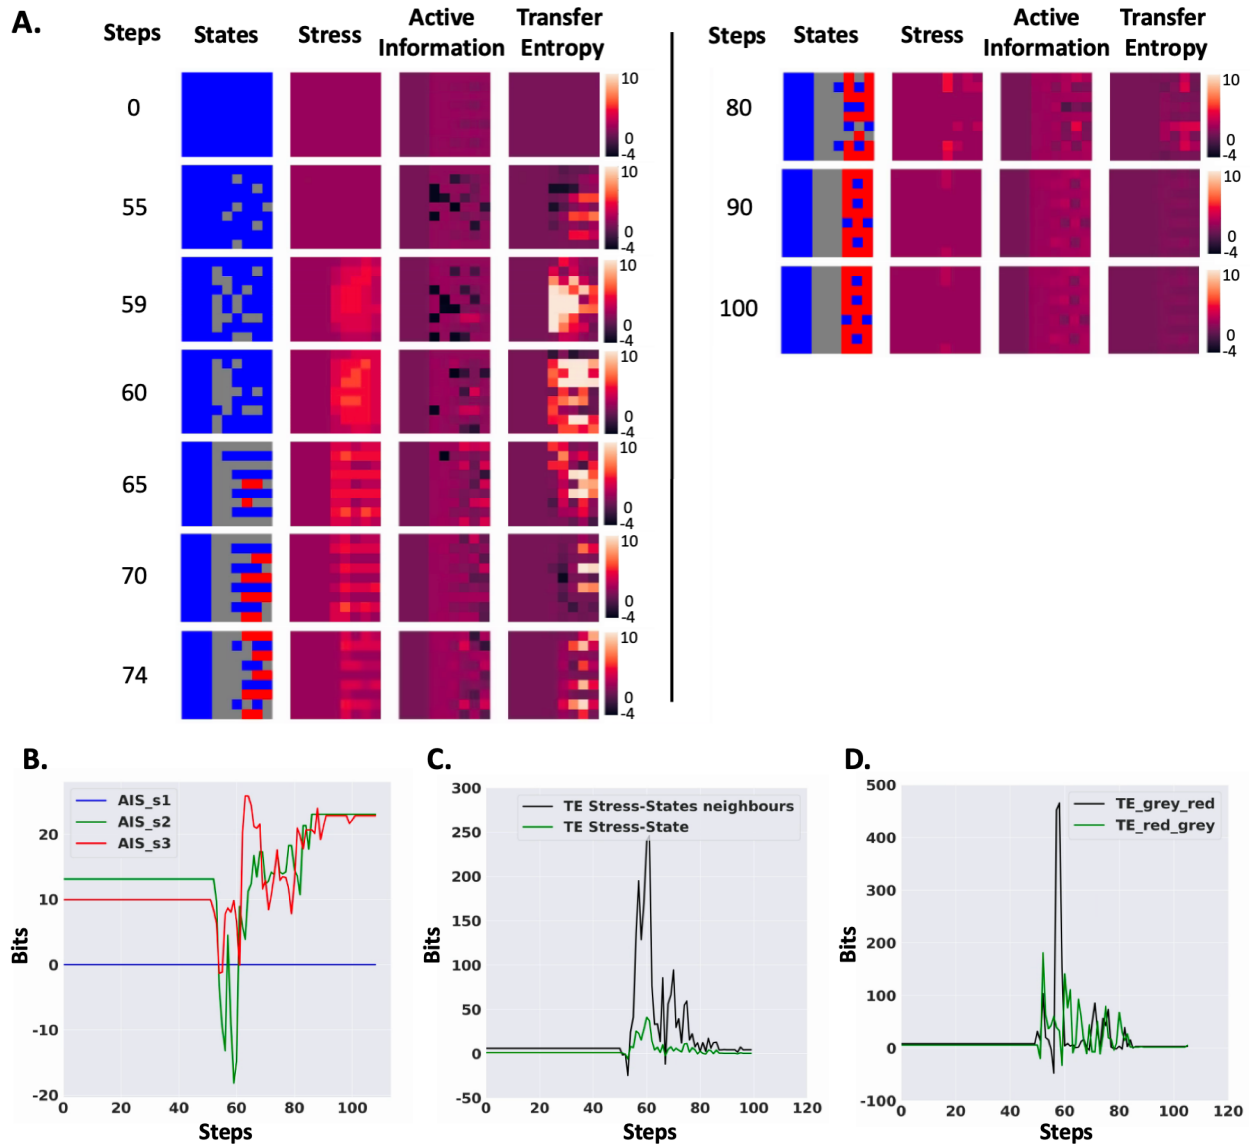 A.
Steps States Stress Active Information Transfer Entropy
0
10
0
-4
55
10
0
-4
59
10
0
-4
60
10
0
-4
65
10
0
-4
70
10
0
-4
74
10
0
-4
Steps States Stress Active Information Transfer Entropy
80
10
0
-4
90
10
0
-4
100
10
0
-4
B.
AIS_s1
AIS_s2
AIS_s3
20
10
0
-10
-20
Bits
0 20 40 60 80 100
Steps
C.
TE Stress-States neighbours
TE Stress-State
300
250
200
150
100
50
0
-50
Bits
0 20 40 60 80 100 120
Steps
D.
TE_grey_red
TE_red_grey
500
400
300
200
100
0
-100
Bits
0 20 40 60 80 100 120
Steps